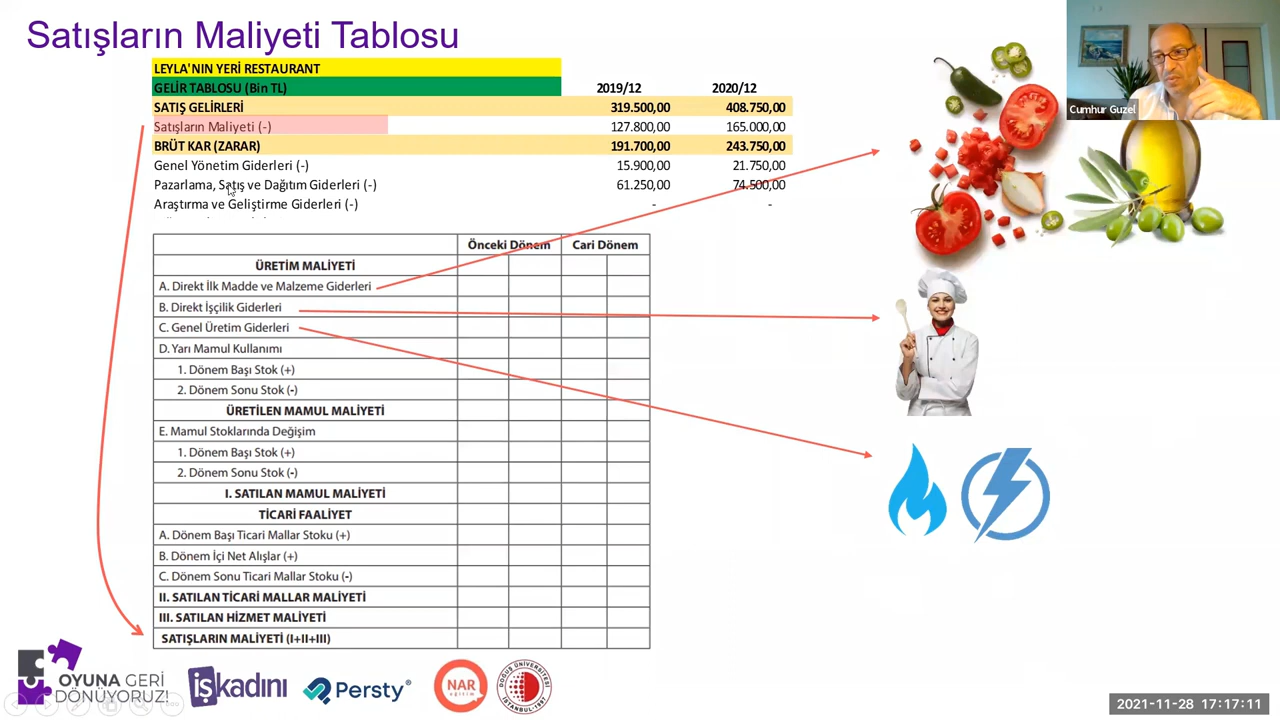 Satışların Maliyeti Tablosu
LEYLA'NIN YERİ RESTAURANT
GELİR TABLOSU (Bin TL) 2019/12 2020/12
SATIŞ GELİRLERİ 319.500,00 408.750,00
Satışların Maliyeti (-) 127.800,00 165.000,00
BRÜT KAR (ZARAR) 191.700,00 243.750,00
Genel Yönetim Giderleri (-) 15.900,00 21.750,00
Pazarlama, Satış ve Dağıtım Giderleri (-) 61.250,00 74.500,00
Araştırma ve Geliştirme Giderleri (-) - -
Önceki Dönem Cari Dönem
ÜRETİM MALİYETİ
A. Direkt İlk Madde ve Malzeme Giderleri
B. Direkt İşçilik Giderleri
C. Genel Üretim Giderleri
D. Yarı Mamul Kullanımı
1. Dönem Başı Stok (+)
2. Dönem Sonu Stok (-)
ÜRETİLEN MAMUL MALİYETİ
E. Mamul Stoklarında Değişim
1. Dönem Başı Stok (+)
2. Dönem Sonu Stok (-)
I. SATILAN MAMUL MALİYETİ
TİCARİ FAALİYET
A. Dönem Başı Ticari Mallar Stoku (+)
B. Dönem İçi Net Alışlar (+)
C. Dönem Sonu Ticari Mallar Stoku (-)
II. SATILAN TİCARİ MALLAR MALİYETİ
III. SATILAN HİZMET MALİYETİ
SATIŞLARIN MALİYETİ (I+II+III)
Cumhur Guzel
OYUNA GERİ
DÖNÜYORUZ!
işkadını
Persty
NAR
eğitim
DOĞUŞ ÜNİVERSİTESİ
İSTANBUL-1997
2021-11-28 17:17:11